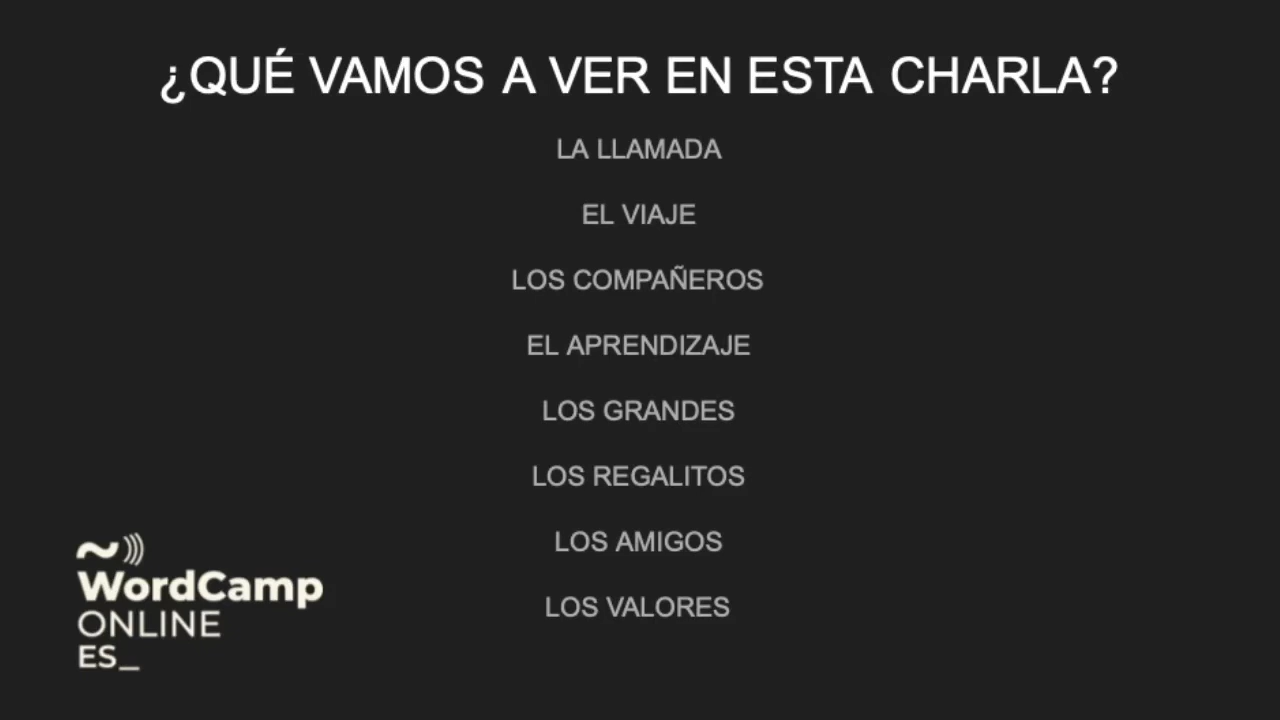 ¿QUÉ VAMOS A VER EN ESTA CHARLA?
LA LLAMADA
EL VIAJE
LOS COMPAÑEROS
EL APRENDIZAJE
LOS GRANDES
LOS REGALITOS
LOS AMIGOS
LOS VALORES
WordCamp
ONLINE
ES_